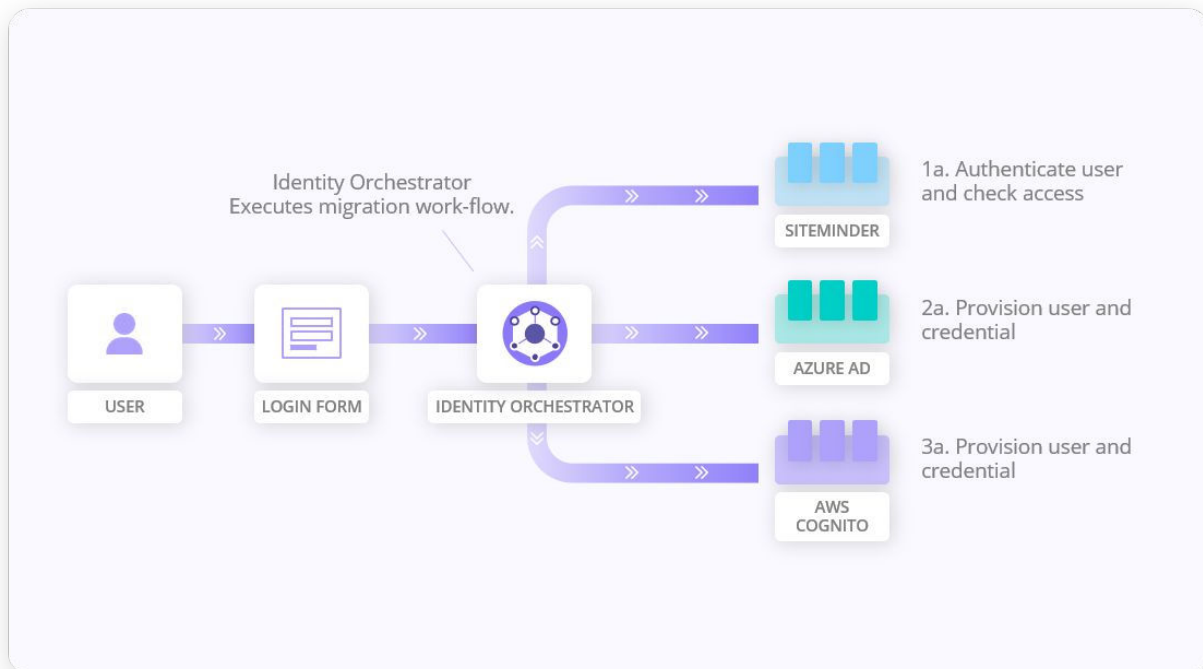 Identity Orchestrator
Executes migration work-flow.
USER
LOGIN FORM
IDENTITY ORCHESTRATOR
SITEMINDER
1a. Authenticate user
and check access
AZURE AD
2a. Provision user and
credential
AWS
COGNITO
3a. Provision user and
credential